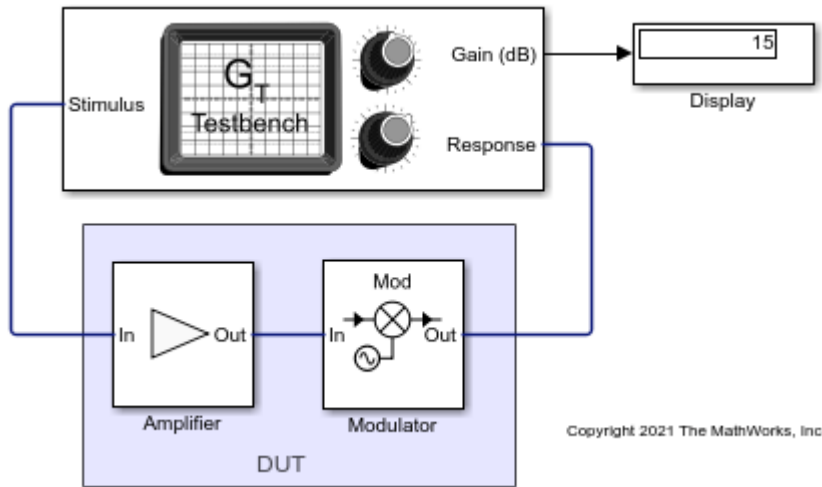 Stimulus
G_T
Testbench
Gain (dB)
Response
15
Display
In
Out
Amplifier
Mod
In
Out
Modulator
DUT
Copyright 2021 The MathWorks, Inc